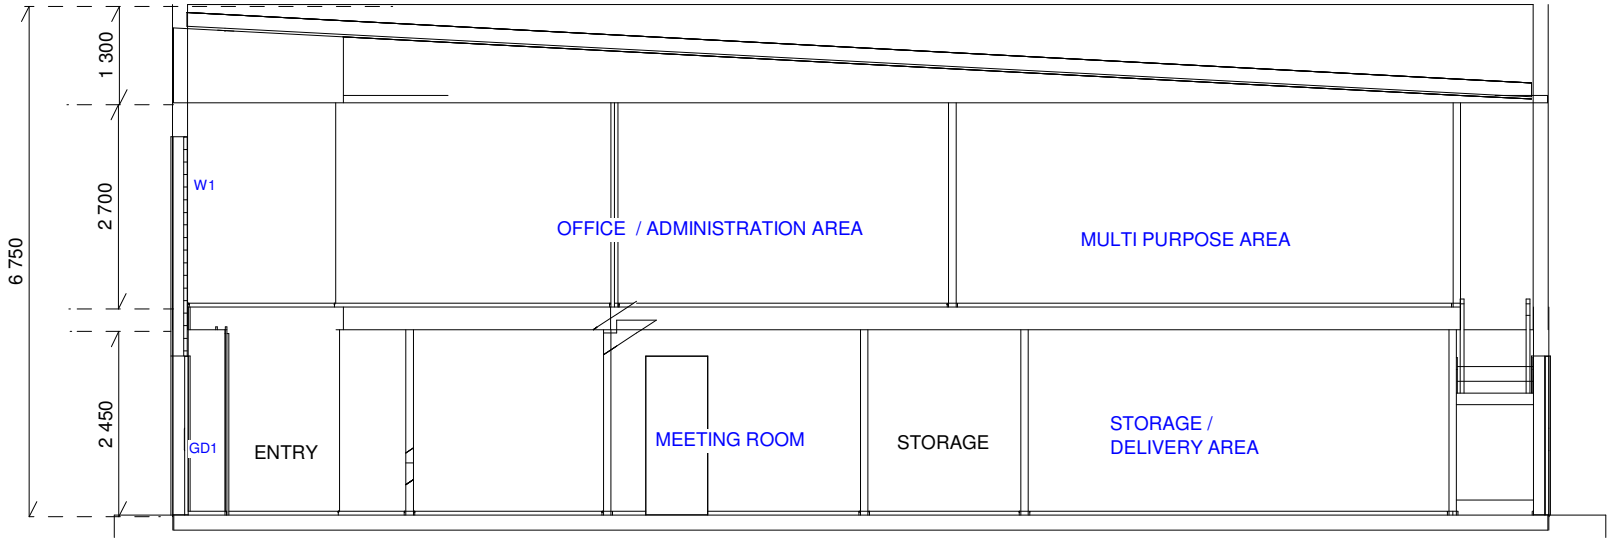 1 300
2 700
6 750
2 450
W1
OFFICE / ADMINISTRATION AREA
MULTI PURPOSE AREA
GD1
ENTRY
MEETING ROOM
STORAGE
STORAGE /
DELIVERY AREA